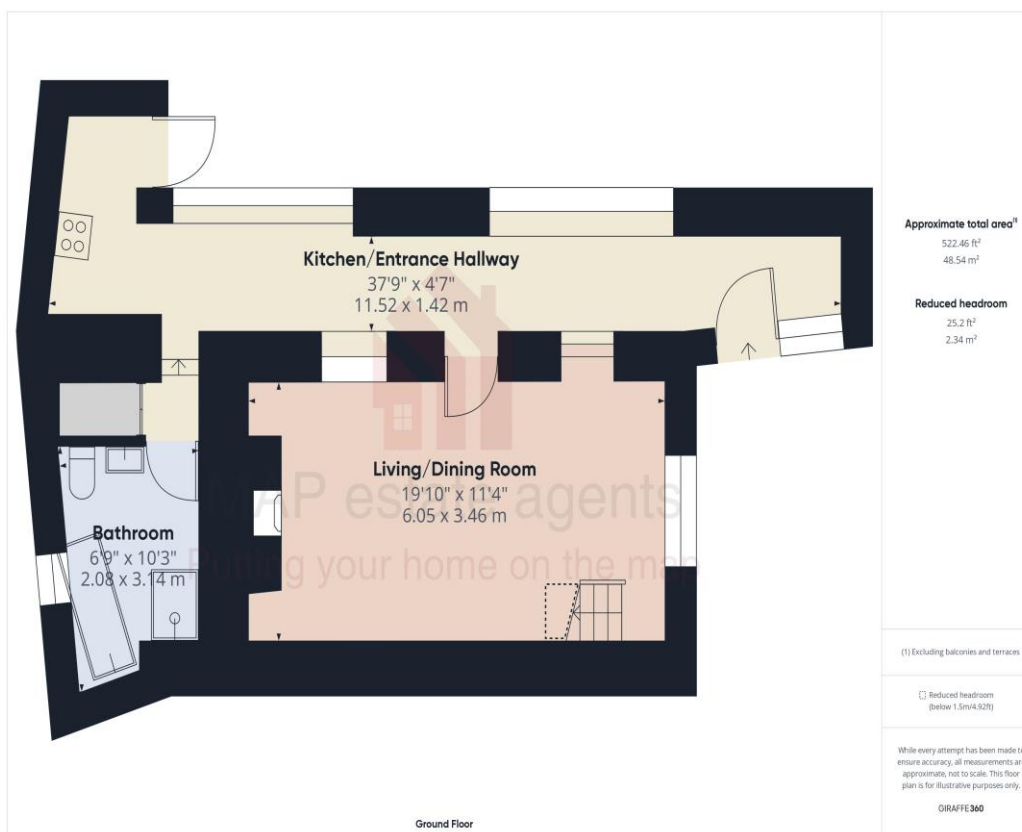 Kitchen/Entrance Hallway
37'9" x 4'7"
11.52 x 1.42 m
Living/Dining Room
19'10" x 11'4"
6.05 x 3.46 m
Bathroom
6'9" x 10'3"
2.08 x 3.14 m
MAP estate agents
Putting your home on the map
Ground Floor
Approximate total area(1)
522.46 ft²
48.54 m²
Reduced headroom
25.2 ft²
2.34 m²
(1) Excluding balconies and terraces
Reduced headroom
(below 1.5m/4.92ft)
While every attempt has been made to
ensure accuracy, all measurements are
approximate, not to scale. This floor
plan is for illustrative purposes only.
GIRAFFE360